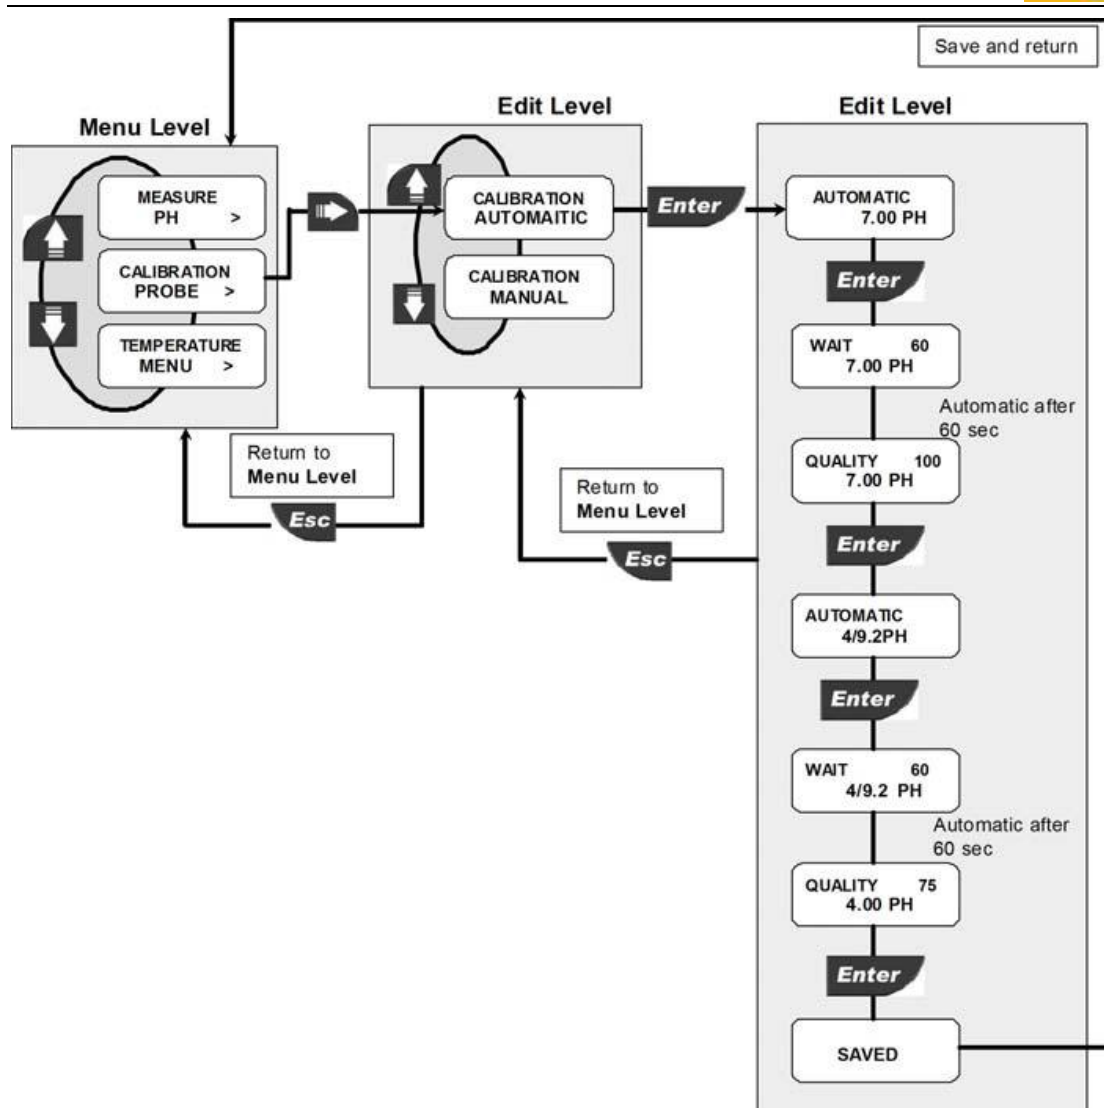 Save and return
Menu Level
MEASURE
PH >
CALIBRATION
PROBE >
TEMPERATURE
MENU >
Return to
Menu Level
Esc
Edit Level
CALIBRATION
AUTOMAITIC
CALIBRATION
MANUAL
Enter
Return to
Menu Level
Esc
Edit Level
AUTOMATIC
7.00 PH
Enter
WAIT 60
7.00 PH
Automatic after
60 sec
QUALITY 100
7.00 PH
Enter
AUTOMATIC
4/9.2PH
Enter
WAIT 60
4/9.2 PH
Automatic after
60 sec
QUALITY 75
4.00 PH
Enter
SAVED